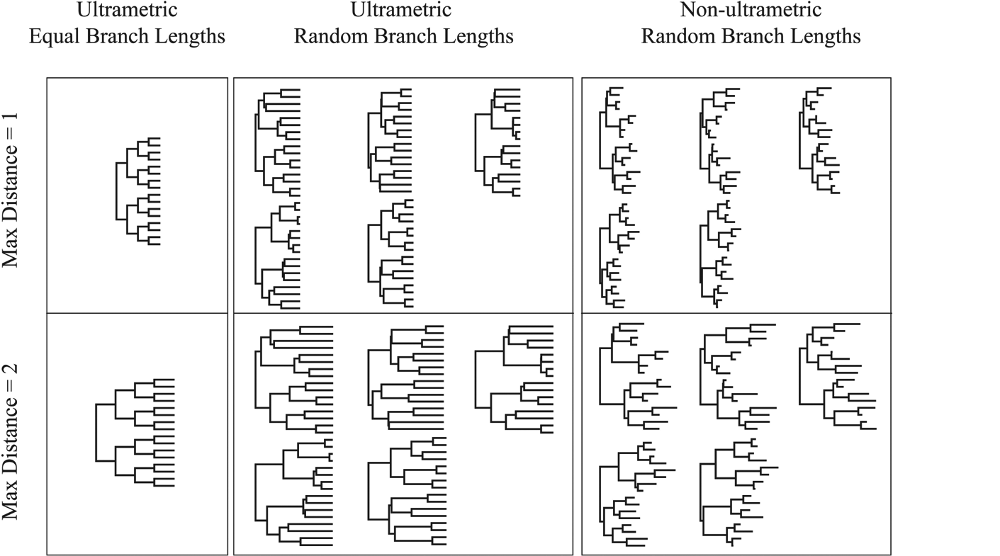 Ultrametric
Equal Branch Lengths
Ultrametric
Random Branch Lengths
Non-ultrametric
Random Branch Lengths
Max Distance = 1
Max Distance = 2